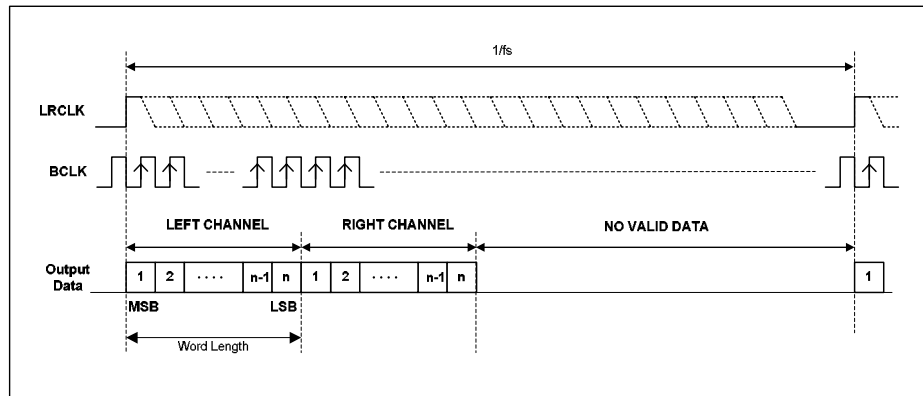 1/fs
LRCLK
BCLK
LEFT CHANNEL RIGHT CHANNEL NO VALID DATA
Output Data 1 2 .... n-1 n 1 2 .... n-1 n 1
MSB LSB
Word Length